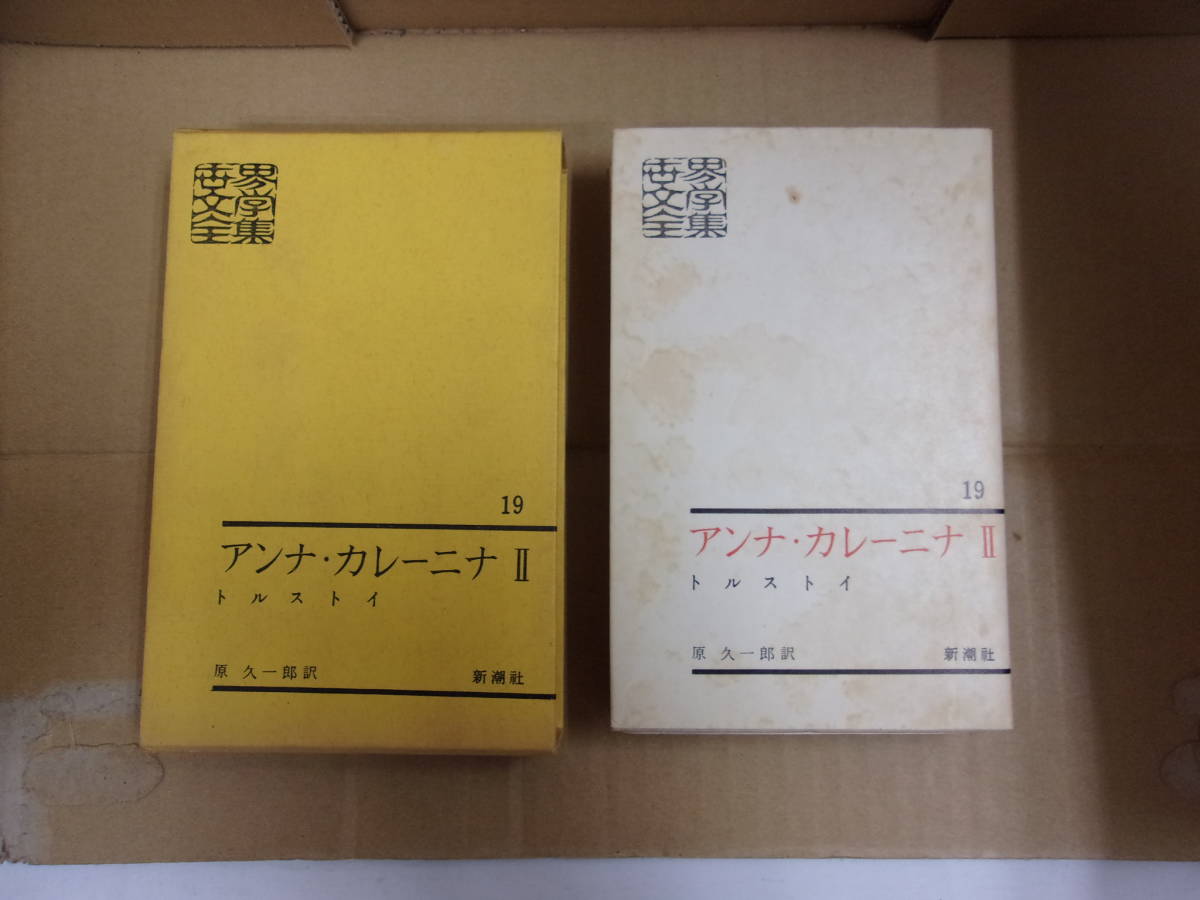 世界
文学
全集
19
アンナ・カレーニナ Ⅱ
トルストイ
原 久一郎訳
新潮社
世界
文学
全集
19
アンナ・カレーニナ Ⅱ
トルストイ
原 久一郎訳
新潮社